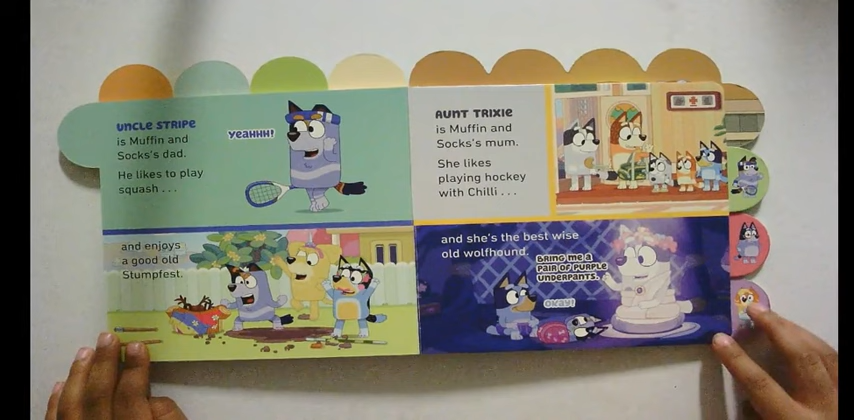 UNCLE STRIPE
is Muffin and
Socks's dad.
He likes to play
squash . . .
YEAHHH!
and enjoys
a good old
Stumpfest.
AUNT TRIXIE
is Muffin and
Socks's mum.
She likes
playing hockey
with Chilli . . .
and she's the best wise
old wolfhound.
BRING ME A
PAIR OF PURPLE
UNDERPANTS.
OKAY!